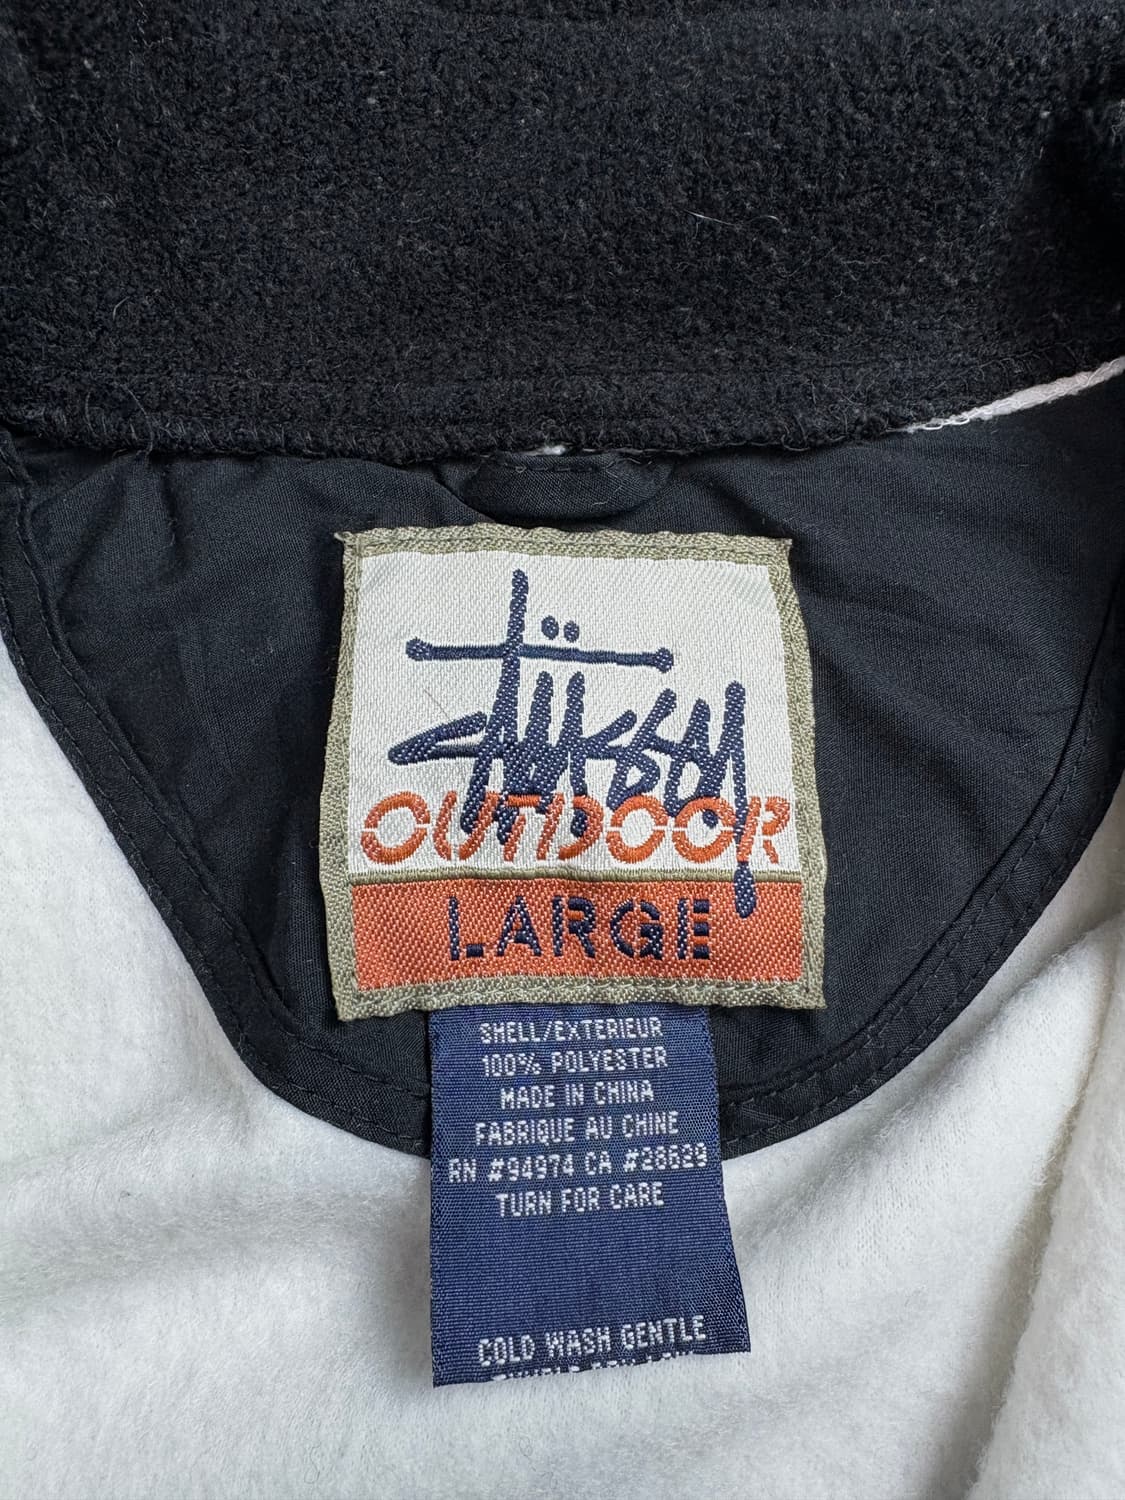 Stüssy
OUTDOOR
LARGE
SHELL/EXTERIEUR
100% POLYESTER
MADE IN CHINA
FABRIQUE AU CHINE
RN #94974 CA #28629
TURN FOR CARE
COLD WASH GENTLE